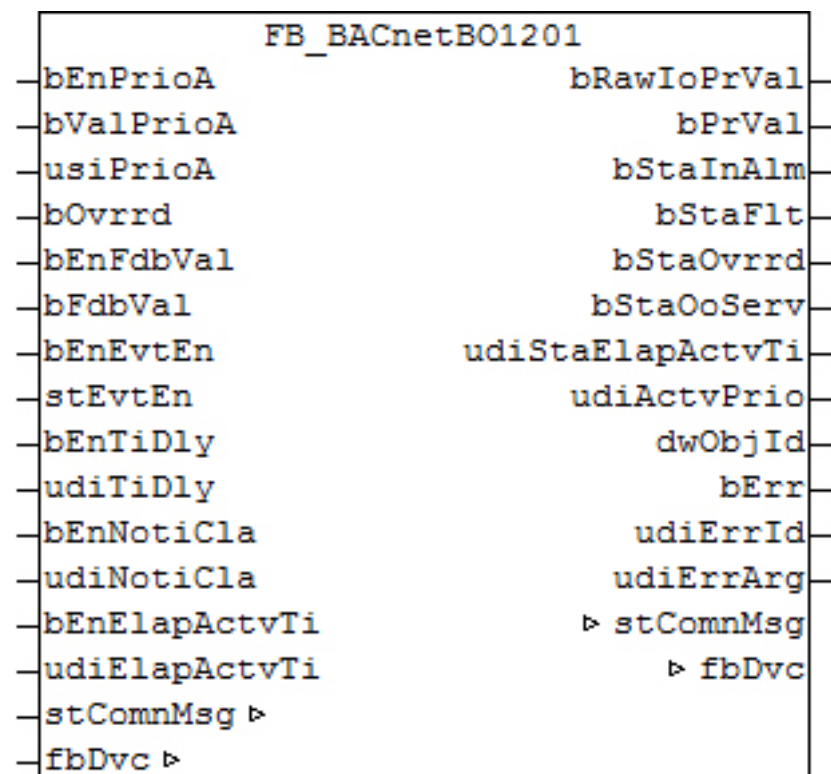 FB_BACnetBO1201
bEnPrioA bRawIoPrVal
bValPrioA bPrVal
usiPrioA bStaInAlm
bOvrrd bStaFlt
bEnFdbVal bStaOvrrd
bFdbVal bStaOoServ
bEnEvtEn udiStaElapActvTi
stEvtEn udiActvPrio
bEnTiDly dwObjId
udiTiDly bErr
bEnNotiCla udiErrId
udiNotiCla udiErrArg
bEnElapActvTi ▹ stComnMsg
udiElapActvTi ▹ fbDvc
stComnMsg ▹
fbDvc ▹